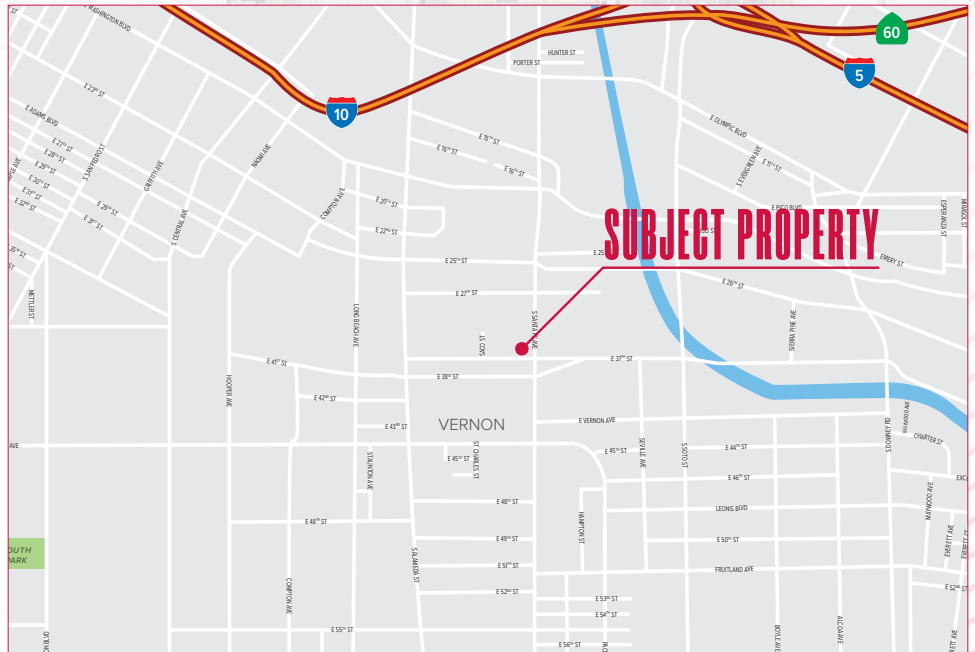 ST
E WASHINGTON BLVD
60
5
10
HUNTER ST
PORTER ST
E 23RD ST
E ADAMS BLVD
E 27TH ST
E 28TH ST
E 29TH ST
E 30TH ST
E 31ST ST
E 32ND ST
S SAN PEDRO ST
GRIFFITH AVE
NAOMI AVE
E 29TH ST
E 31ST ST
S CENTRAL AVE
COMPTON AVE
E 15TH ST
E 16TH ST
E 16TH ST
E 20TH ST
E 22ND ST
E 25TH ST
E 27TH ST
E OLYMPIC BLVD
S EVERGREEN AVE
E 11TH ST
E PICO BLVD
ESPERANZA ST
EMERY ST
SUBJECT PROPERTY
E 26TH ST
SIERRA PINE AVE
METTLER ST
LONG BEACH AVE
E 37TH ST
E 38TH ST
E 41ST ST
E 42ND ST
E 43RD ST
HOOPER AVE
VERNON
E VERNON AVE
E 45TH ST
ST CHARLES ST
E 45TH ST
SEVILLE AVE
S SOTO ST
E 44TH ST
E 46TH ST
S DOWNEY RD
CHARTER ST
AVE
STAUNTON AVE
E 48TH ST
E 48TH ST
LEONIS BLVD
MAYWOOD AVE
HAMPTON ST
E 49TH ST
E 50TH ST
EVERETT AVE
OUTH
PARK
E 51ST ST
FRUITLAND AVE
S ALAMEDA ST
COMPTON AVE
E 52ND ST
E 52ND ST
E 53RD ST
E 54TH ST
E 55TH ST
E 56TH ST
BOYLE AVE
ALCOA AVE